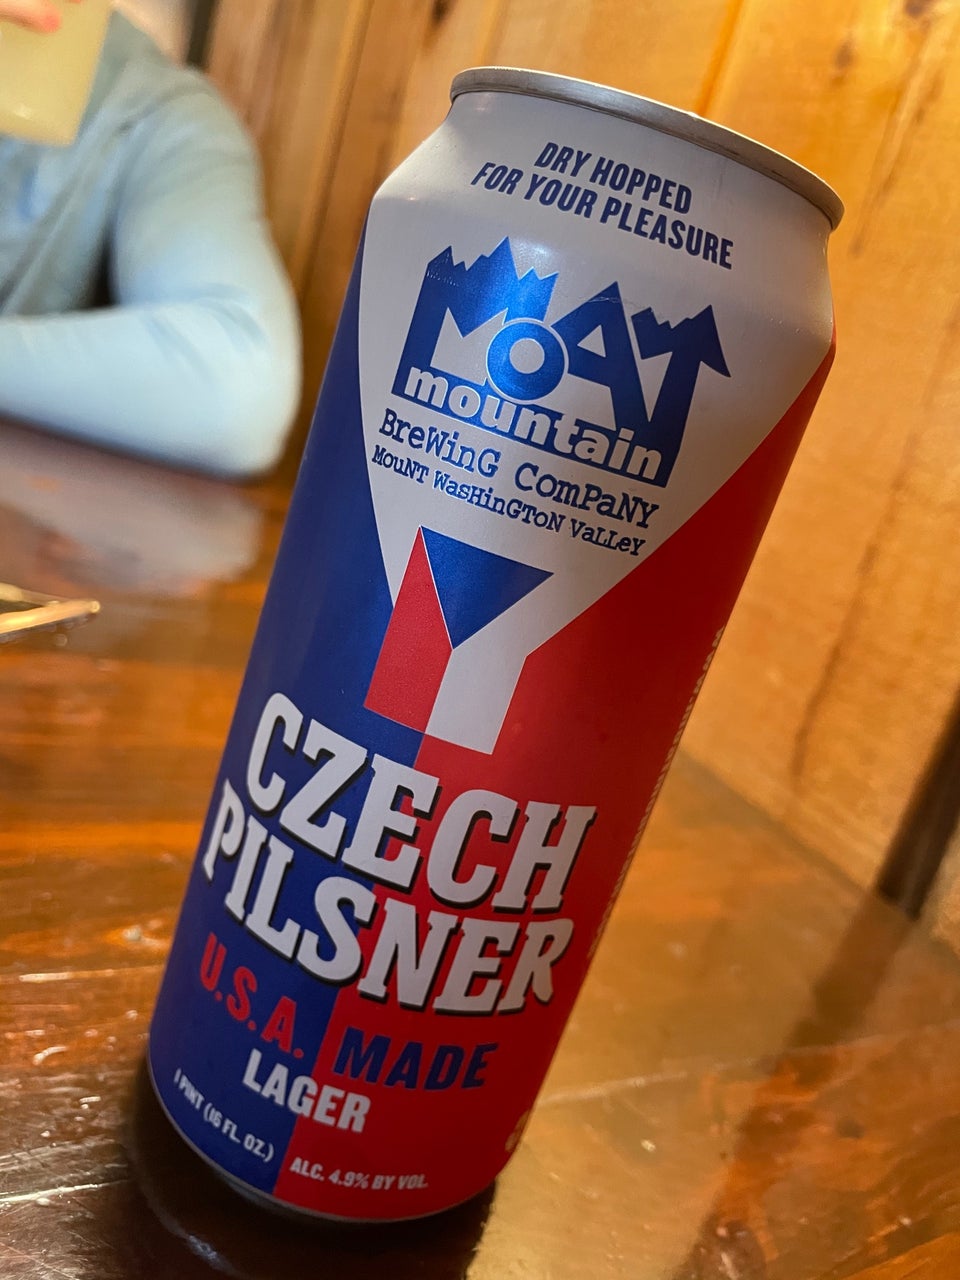 DRY HOPPED
FOR YOUR PLEASURE
MOAT
mountain
BreWinG ComPaNY
MouNT WasHinGToN VaLLeY
CZECH
PILSNER
U.S.A. MADE
LAGER
1 PINT (16 FL. OZ.) ALC. 4.9% BY VOL.